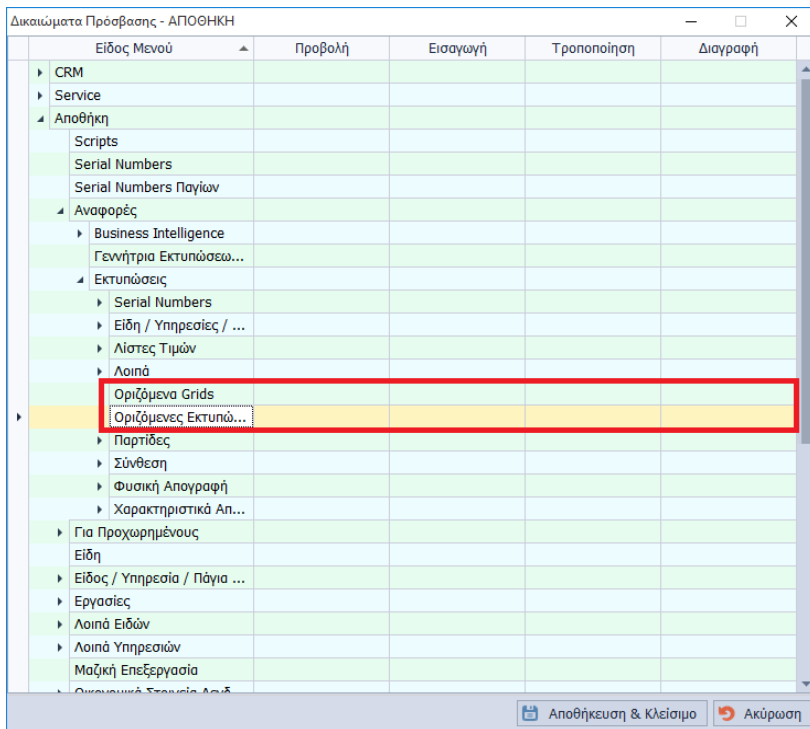 Δικαιώματα Πρόσβασης - ΑΠΟΘΗΚΗ
Είδος Μενού Προβολή Εισαγωγή Τροποποίηση Διαγραφή
CRM
Service
Αποθήκη
Scripts
Serial Numbers
Serial Numbers Παγίων
Αναφορές
Business Intelligence
Γεννήτρια Εκτυπώσεω...
Εκτυπώσεις
Serial Numbers
Είδη / Υπηρεσίες / ...
Λίστες Τιμών
Λοιπά
Οριζόμενα Grids
Οριζόμενες Εκτυπώ...
Παρτίδες
Σύνθεση
Φυσική Απογραφή
Χαρακτηριστικά Απ...
Για Προχωρημένους
Είδη
Είδος / Υπηρεσία / Πάγια ...
Εργασίες
Λοιπά Ειδών
Λοιπά Υπηρεσιών
Μαζική Επεξεργασία
Οικονομικά Στοιχεία
Αποθήκευση & Κλείσιμο Ακύρωση